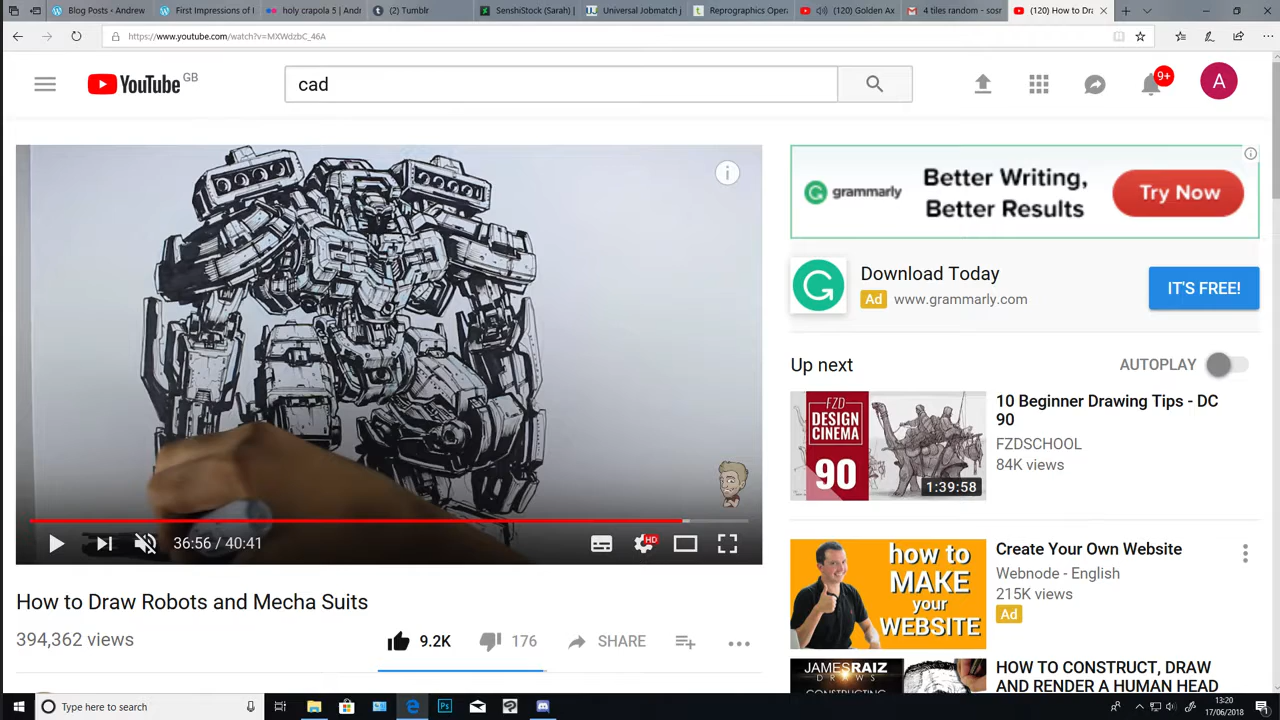 Blog Posts ‹ Andrew
First Impressions of I
holy crapola 5 | Andr
(2) Tumblr
SenshiStock (Sarah) |
Universal Jobmatch j
Reprographics Oper
(120) Golden Ax
4 tiles random - sosr
(120) How to Dra
https://www.youtube.com/watch?v=MXWdzbC_46A
YouTube GB
cad
9+
A
grammarly
Better Writing,
Better Results
Try Now
Download Today
Ad www.grammarly.com
IT'S FREE!
Up next
AUTOPLAY
FZD
DESIGN
CINEMA
90
1:39:58
10 Beginner Drawing Tips - DC
90
FZDSCHOOL
84K views
36:56 / 40:41
HD
how to
MAKE
your
WEBSITE
Create Your Own Website
Webnode - English
215K views
Ad
How to Draw Robots and Mecha Suits
394,362 views
9.2K
176
SHARE
JAMESRAIZ
DRAWS
CONSTRUCTING
HOW TO CONSTRUCT, DRAW
AND RENDER A HUMAN HEAD
Type here to search
Ps
13:20
17/06/2018
1